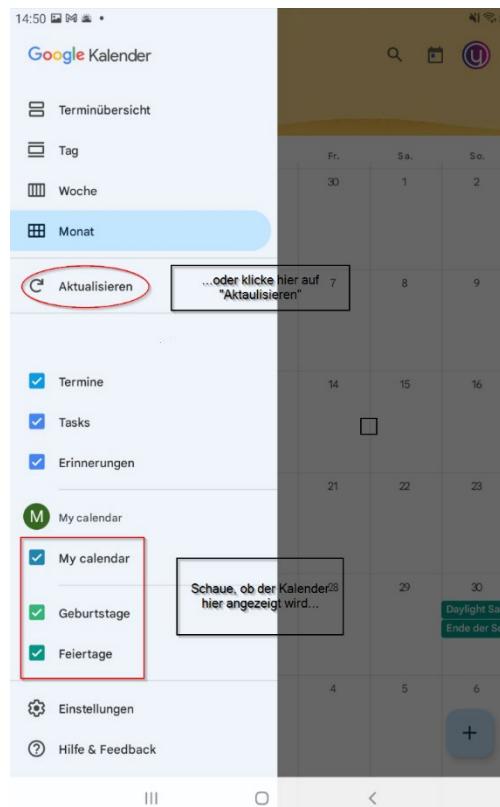 14:50
Google Kalender
Terminübersicht
Tag
Woche
Monat
Aktualisieren
...oder klicke hier auf
"Aktaulisieren"
Termine
Tasks
Erinnerungen
M My calendar
My calendar
Geburtstage
Feiertage
Schaue, ob der Kalender
hier angezeigt wird...
Einstellungen
Hilfe & Feedback
Fr. Sa. So.
30 1 2
7 8 9
14 15 16
21 22 23
28 29 30
Daylight Sa
Ende der So
4 5 6
+